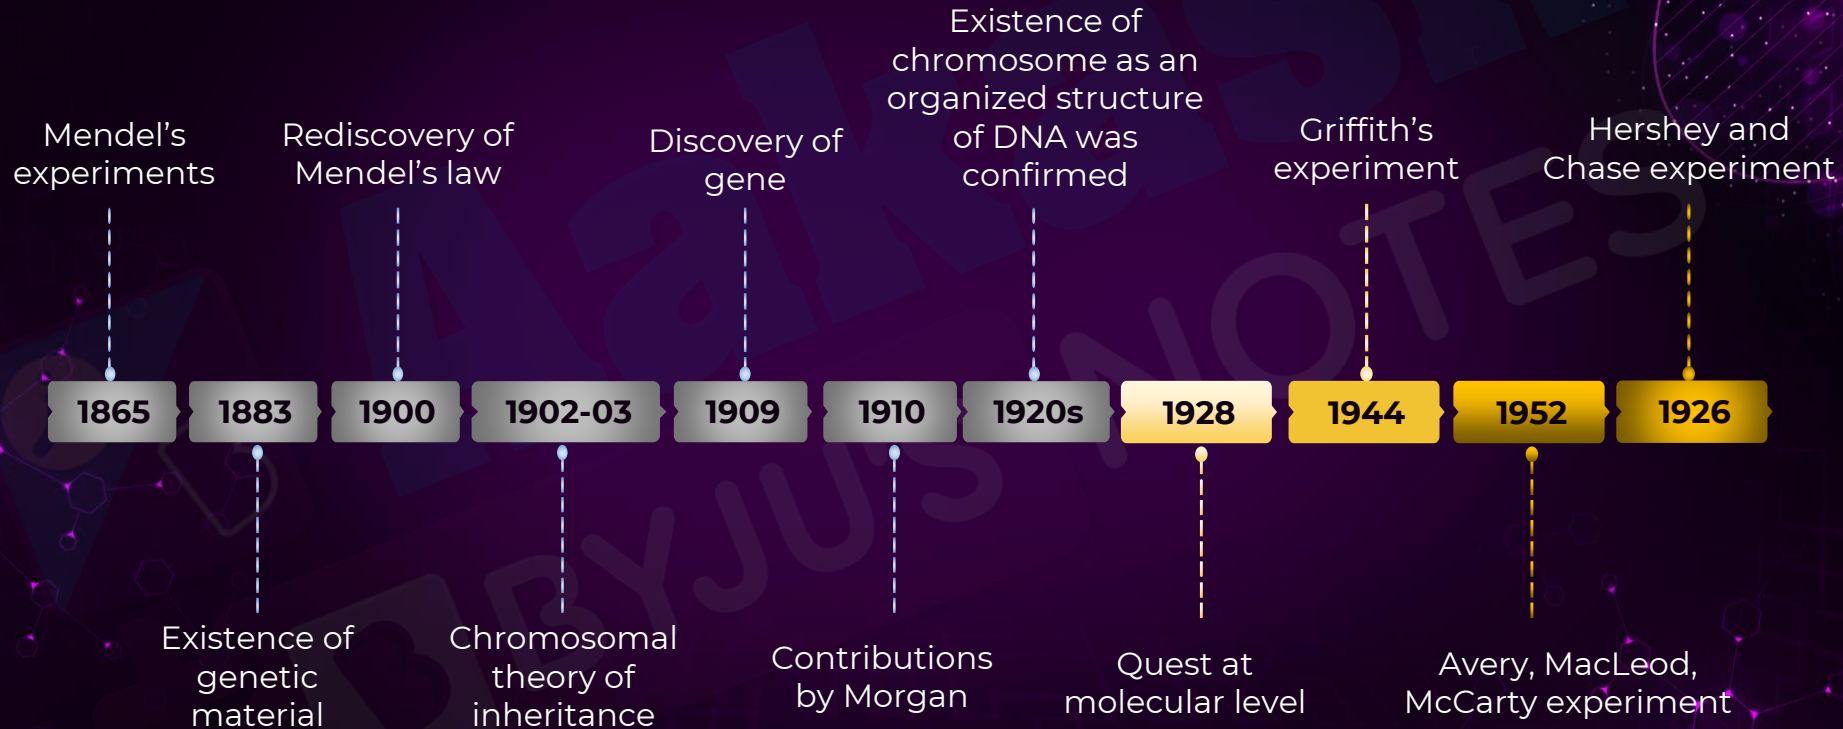 Existence of
chromosome as an
organized structure
of DNA was
confirmed
Mendel's
experiments
Rediscovery of
Mendel's law
Discovery of
gene
Griffith's
experiment
Hershey and
Chase experiment
1865
1883
1900
1902-03
1909
1910
1920s
1928
1944
1952
1926
Existence of
genetic
material
Chromosomal
theory of
inheritance
Contributions
by Morgan
Quest at
molecular level
Avery, MacLeod,
McCarty experiment
Aakash
BYJU'S NOTES